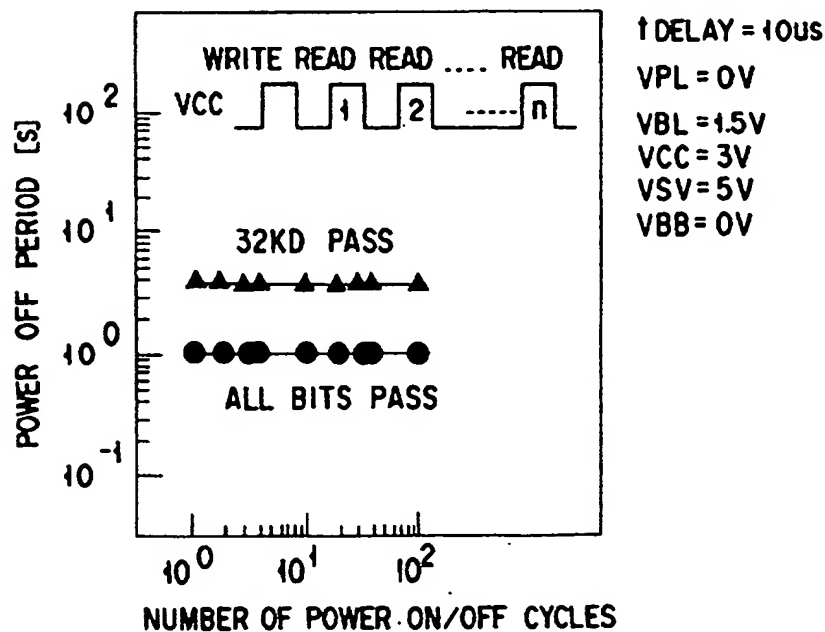 WRITE READ READ .... READ
VCC 1 2 ----- n
tDELAY = 10us
VPL = 0V
VBL = 1.5V
VCC = 3V
VSV = 5V
VBB = 0V
POWER OFF PERIOD [S]
10^2
10^1
10^0
10^-1
32KD PASS
ALL BITS PASS
10^0 10^1 10^2
NUMBER OF POWER ON/OFF CYCLES